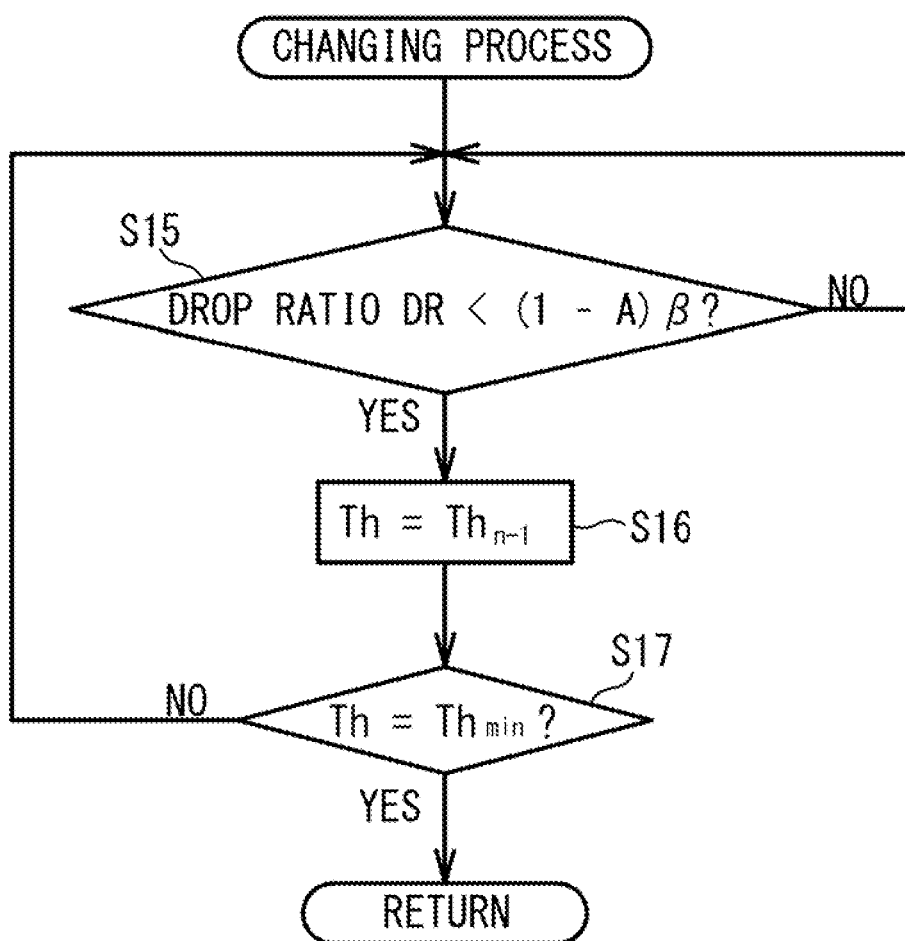 CHANGING PROCESS
S15
DROP RATIO DR < (1 - A) β?
NO
YES
Th = Thn-1
S16
S17
NO
Th = Thmin?
YES
RETURN